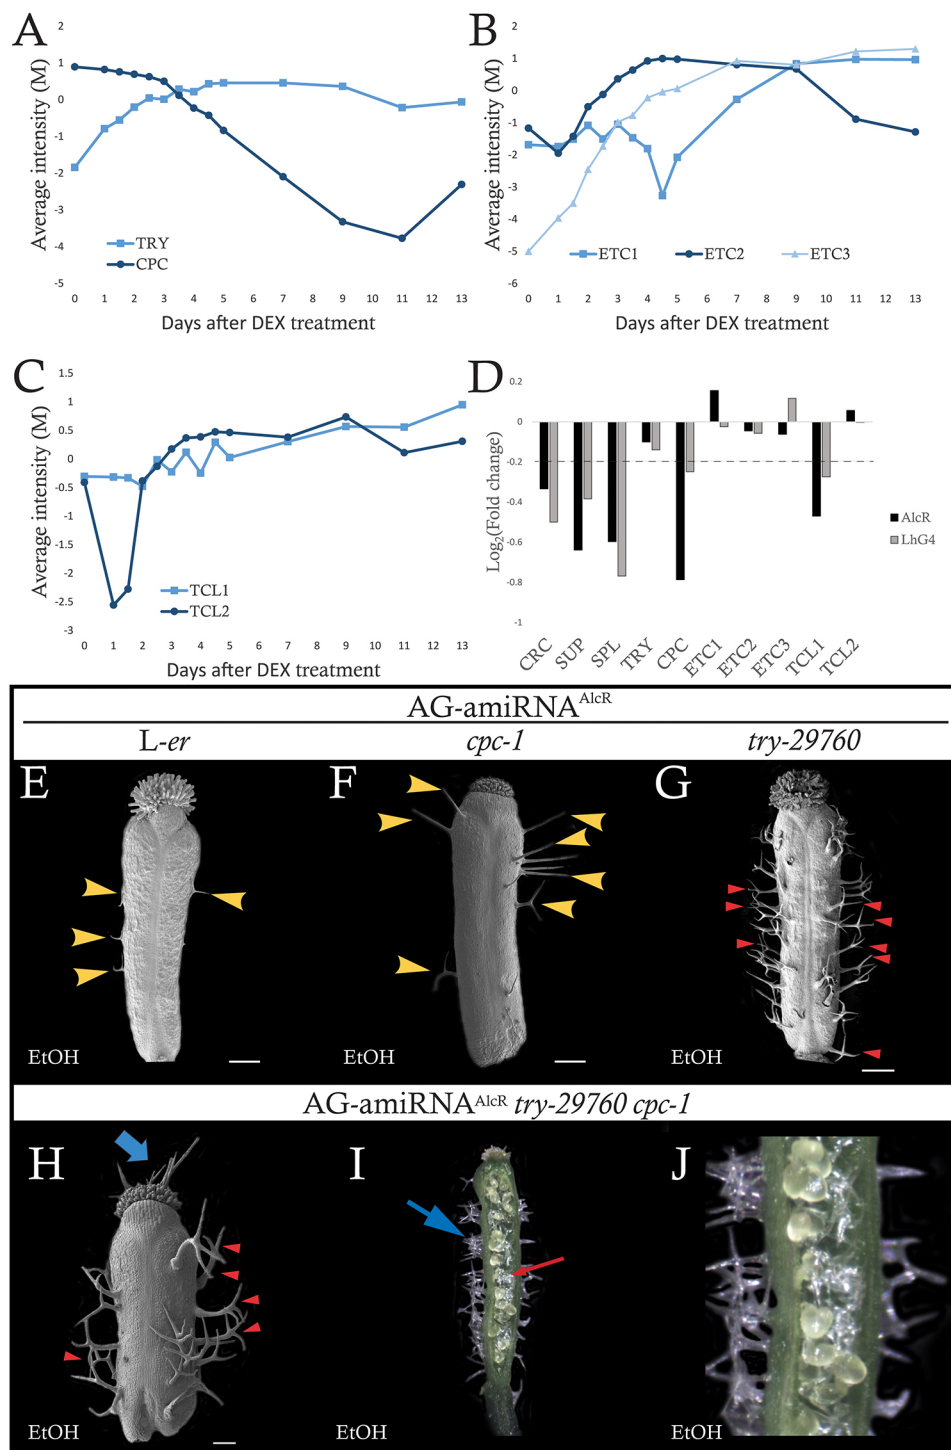 A
2
1
0
-1
-2
-3
-4
-5
Average intensity (M)
TRY
CPC
0 1 2 3 4 5 6 7 8 9 10 11 12 13
Days after DEX treatment
B
2
1
0
-1
-2
-3
-4
-5
-6
Average intensity (M)
ETC1 ETC2 ETC3
0 1 2 3 4 5 6 7 8 9 10 11 12 13
Days after DEX treatment
C
1.5
1
0.5
0
-0.5
-1
-1.5
-2
-2.5
-3
Average intensity (M)
TCL1
TCL2
0 1 2 3 4 5 6 7 8 9 10 11 12 13
Days after DEX treatment
D
0.2
0
-0.2
-0.4
-0.6
-0.8
-1
Log2(Fold change)
AlcR
LhG4
CRC SUP SPL TRY CPC ETC1 ETC2 ETC3 TCL1 TCL2
AG-amiRNA^AlcR
L-er cpc-1 try-29760
E F G
EtOH EtOH EtOH
AG-amiRNA^AlcR try-29760 cpc-1
H I J
EtOH EtOH EtOH